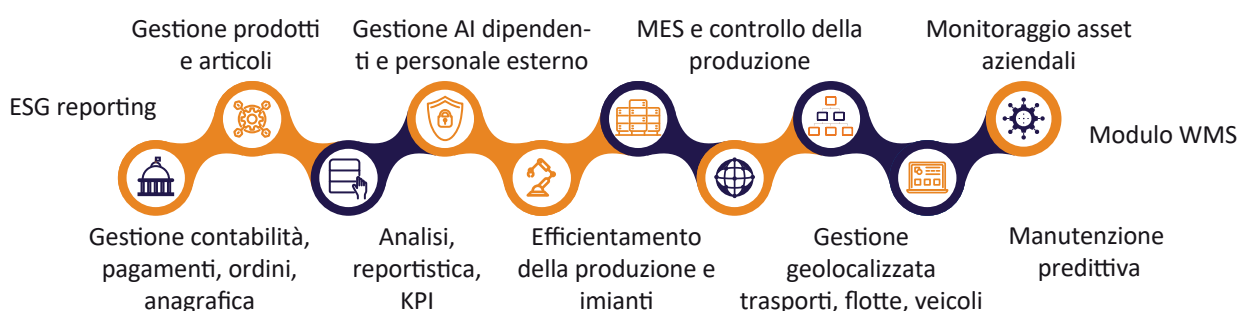 Gestione prodotti
e articoli
Gestione AI dipenden-
ti e personale esterno
MES e controllo della
produzione
Monitoraggio asset
aziendali
ESG reporting
Modulo WMS
Gestione contabilità,
pagamenti, ordini,
anagrafica
Analisi,
reportistica,
KPI
Efficientamento
della produzione e
imianti
Gestione
geolocalizzata
trasporti, flotte, veicoli
Manutenzione
predittiva